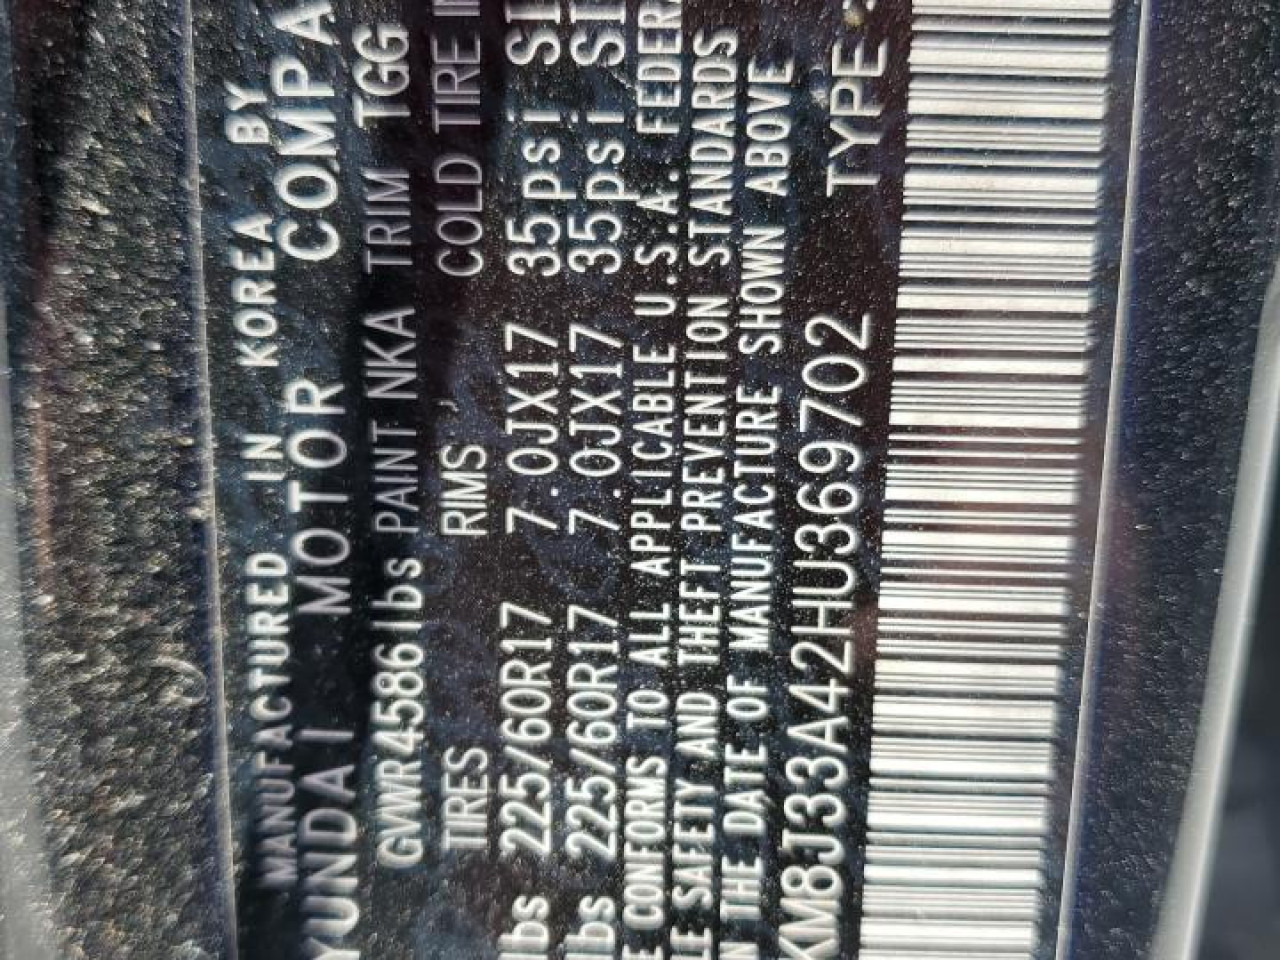 MANUFACTURED IN KOREA BY
YUNDAI MOTOR COMPA
GVWR4586lbs PAINT NKA TRIM TGG
TIRES RIMS, COLD TIRE
lbs 225/60R17 7.0JX17 35psi
lbs 225/60R17 7.0JX17 35psi
E CONFORMS TO ALL APPLICABLE U.S.A. FEDERA
LE SAFETY AND THEFT PREVENTION STANDARDS
N THE DATE OF MANUFACTURE SHOWN ABOVE
KM8J33A42HU369702 TYPE